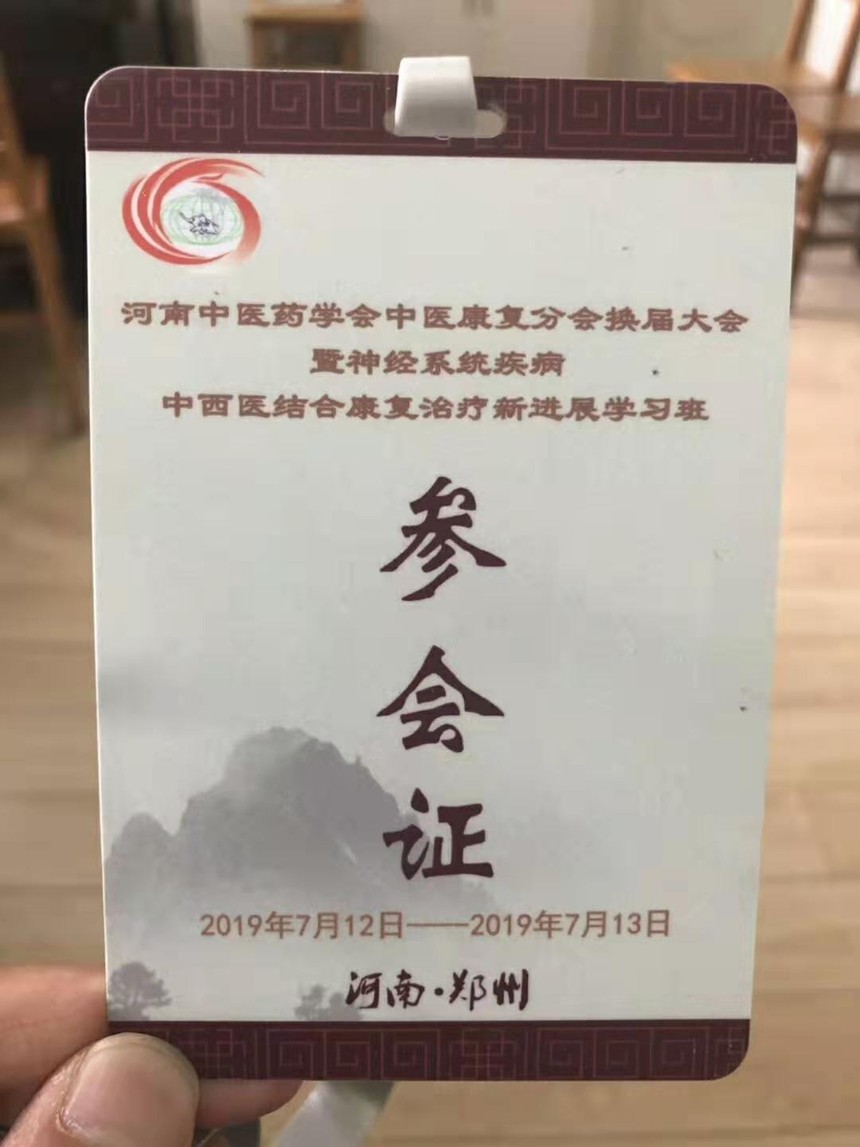 河南中医药学会中医康复分会换届大会
暨神经系统疾病
中西医结合康复治疗新进展学习班
参
会
证
2019年7月12日——2019年7月13日
河南·郑州